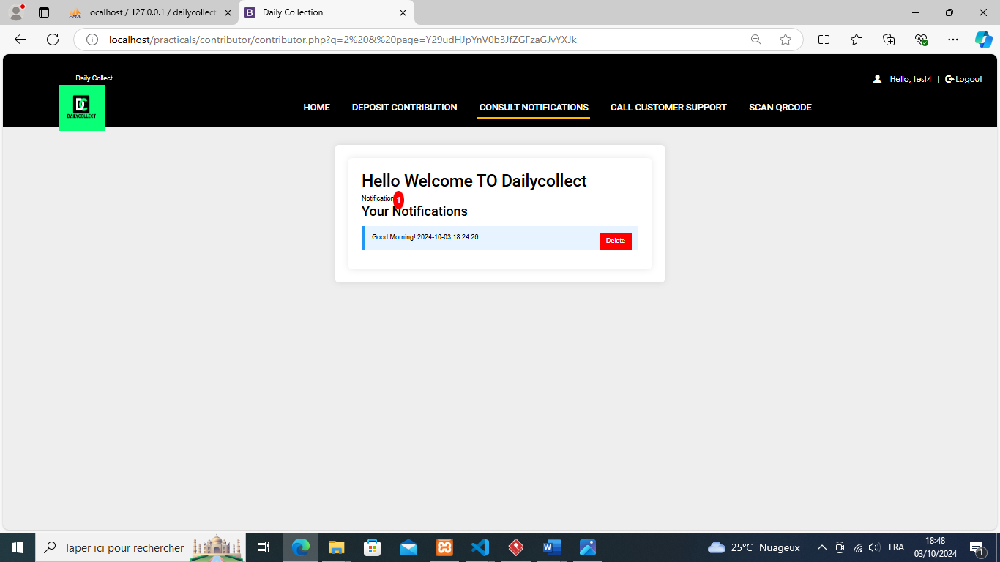 localhost / 127.0.0.1 / dailycollect
Daily Collection
localhost/practicals/contributor/contributor.php?q=2%20&%20page=Y29udHJpYnV0b3JfZGFzaGJvYXJk
Daily Collect
Hello, test4 | Logout
DC
DAILYCOLLECT
HOME DEPOSIT CONTRIBUTION CONSULT NOTIFICATIONS CALL CUSTOMER SUPPORT SCAN QRCODE
Hello Welcome TO Dailycollect
Notification 1
Your Notifications
Good Morning! 2024-10-03 18:24:26 Delete
Taper ici pour rechercher
25°C Nuageux
FRA
18:48
03/10/2024
1